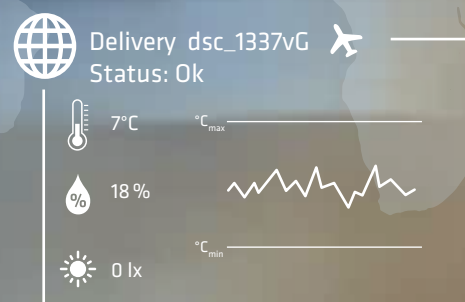 Delivery dsc_1337vG
Status: Ok
7°C
°Cmax
%
18%
°Cmin
0 lx